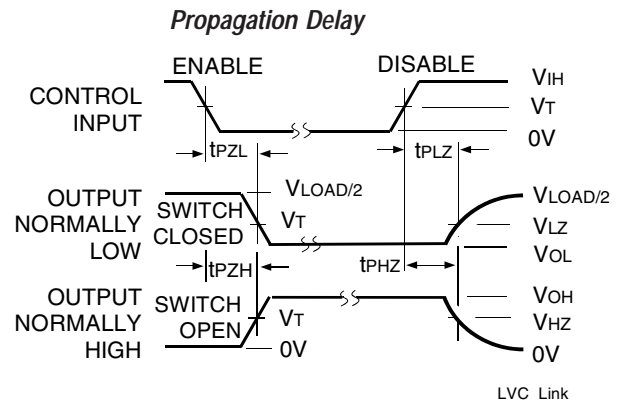 Propagation Delay
ENABLE
DISABLE
CONTROL
INPUT
VIH
VT
0V
tPZL
tPLZ
OUTPUT
NORMALLY
LOW
SWITCH
CLOSED
VLOAD/2
VT
VLOAD/2
VLZ
VOL
tPZH
tPHZ
OUTPUT
NORMALLY
HIGH
SWITCH
OPEN
VT
0V
VOH
VHZ
0V
LVC Link